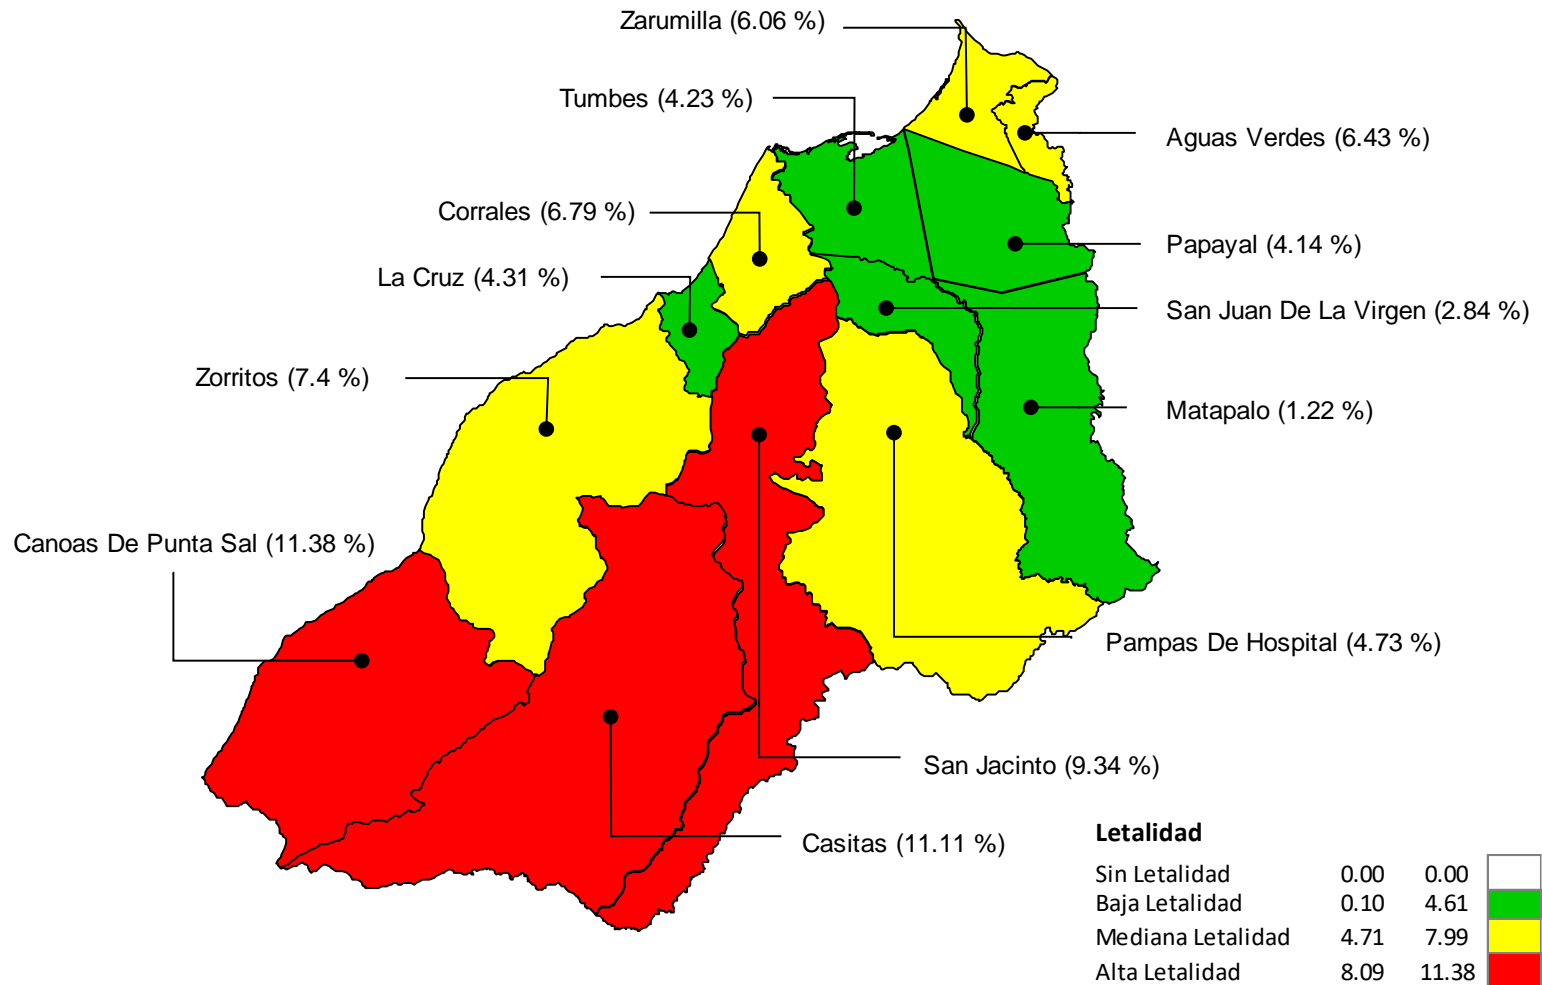 Zarumilla (6.06 %)
Tumbes (4.23 %)
Aguas Verdes (6.43 %)
Corrales (6.79 %)
Papayal (4.14 %)
La Cruz (4.31 %)
San Juan De La Virgen (2.84 %)
Zorritos (7.4 %)
Matapalo (1.22 %)
Canoas De Punta Sal (11.38 %)
Pampas De Hospital (4.73 %)
San Jacinto (9.34 %)
Casitas (11.11 %)
Letalidad
Sin Letalidad 0.00 0.00
Baja Letalidad 0.10 4.61
Mediana Letalidad 4.71 7.99
Alta Letalidad 8.09 11.38